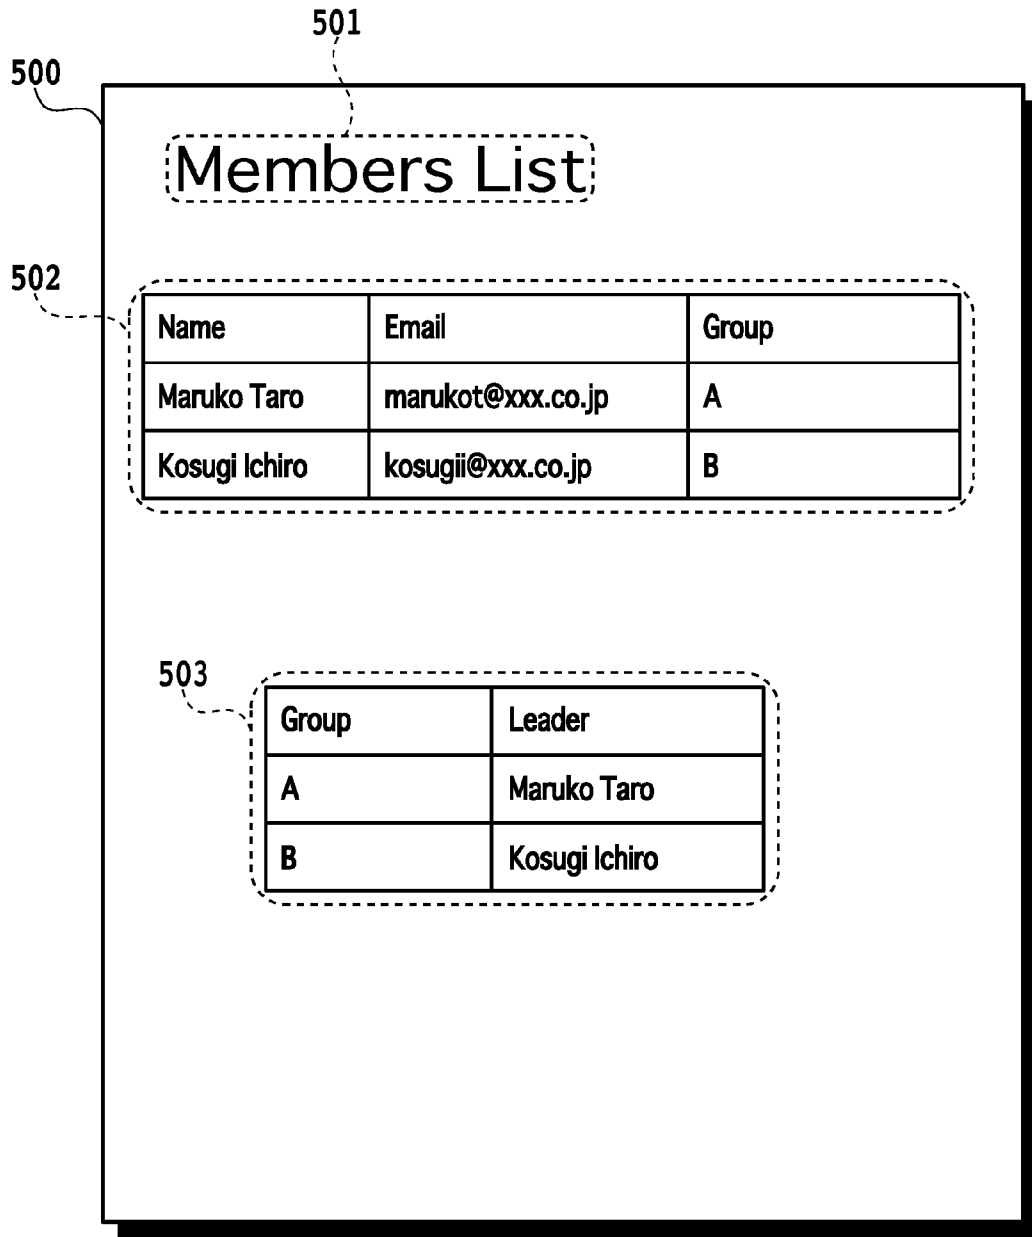 501
500
Members List
502
Name Email Group
Maruko Taro marukot@xxx.co.jp A
Kosugi Ichiro kosugii@xxx.co.jp B
503
Group Leader
A Maruko Taro
B Kosugi Ichiro